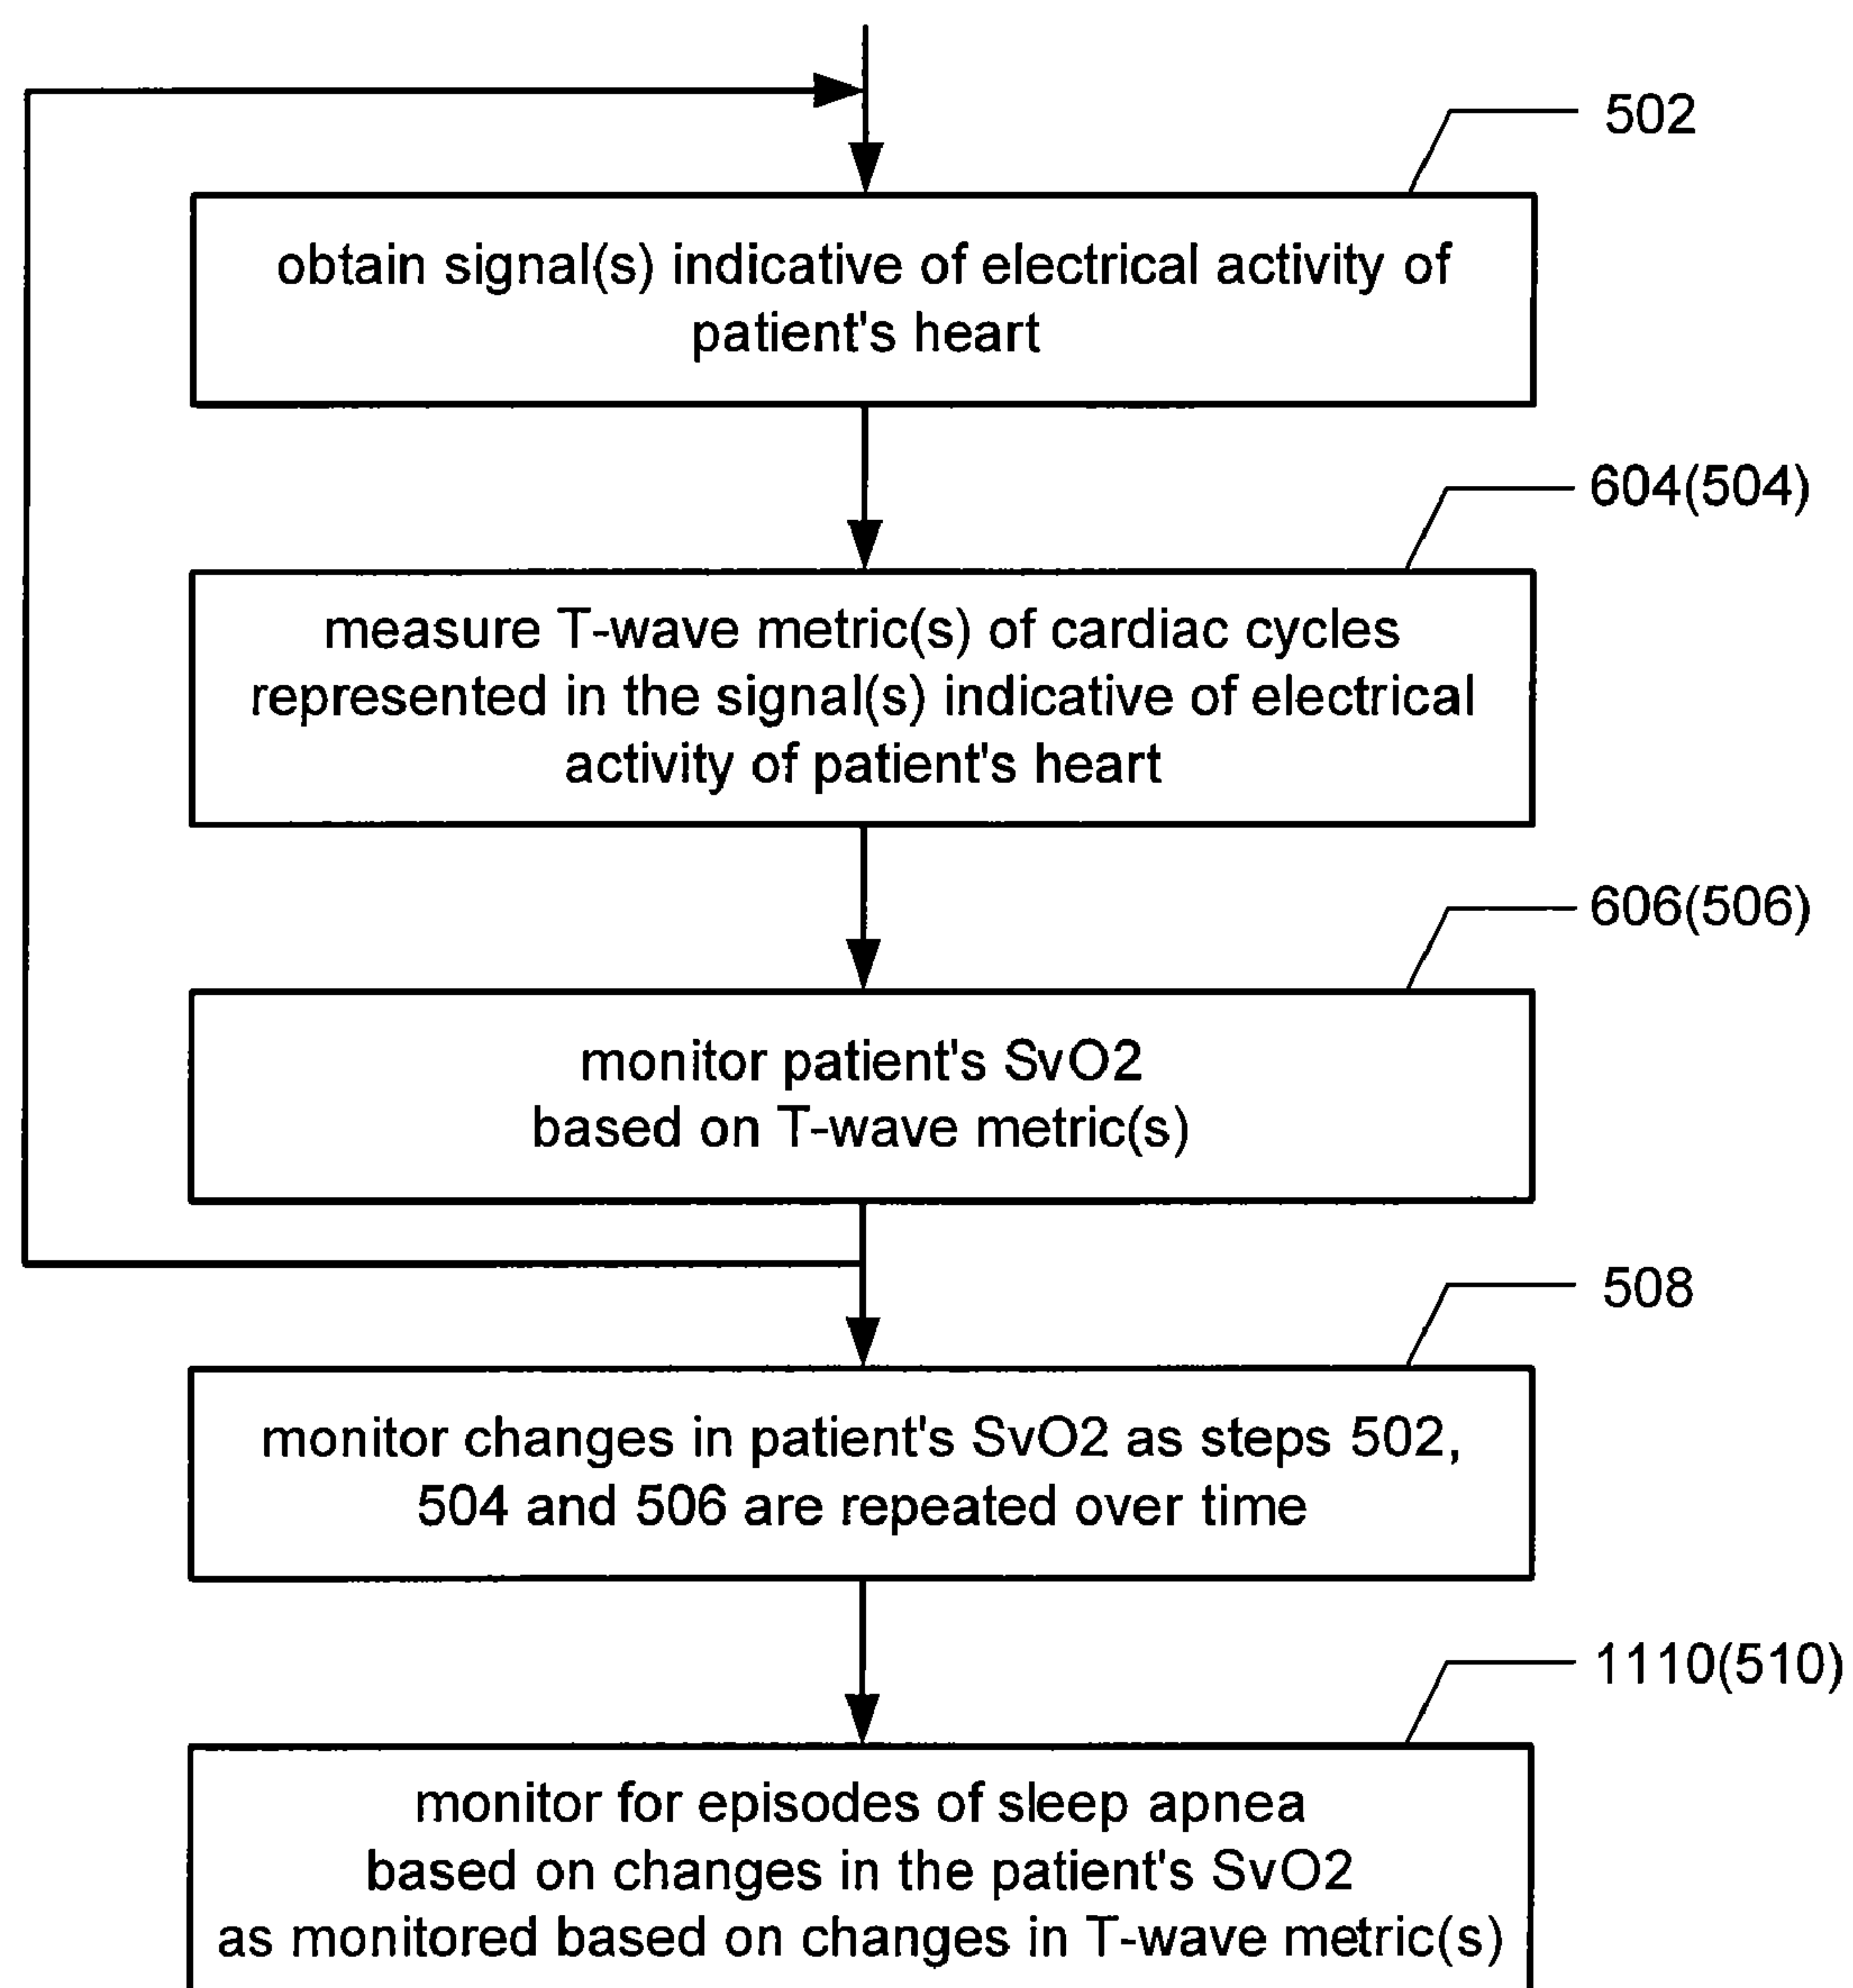 502
obtain signal(s) indicative of electrical activity of
patient's heart
604(504)
measure T-wave metric(s) of cardiac cycles
represented in the signal(s) indicative of electrical
activity of patient's heart
606(506)
monitor patient's SvO2
based on T-wave metric(s)
508
monitor changes in patient's SvO2 as steps 502,
504 and 506 are repeated over time
1110(510)
monitor for episodes of sleep apnea
based on changes in the patient's SvO2
as monitored based on changes in T-wave metric(s)